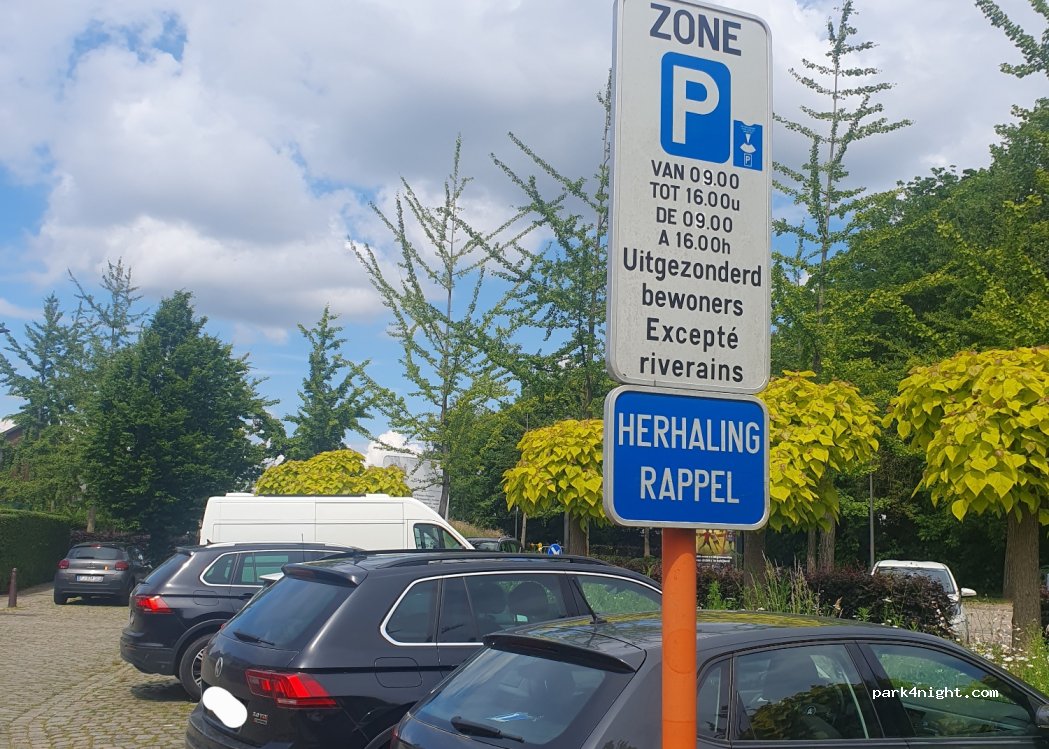 ZONE
P
P
VAN 09.00
TOT 16.00u
DE 09.00
A 16.00h
Uitgezonderd
bewoners
Excepté
riverains
HERHALING
RAPPEL
park4night.com